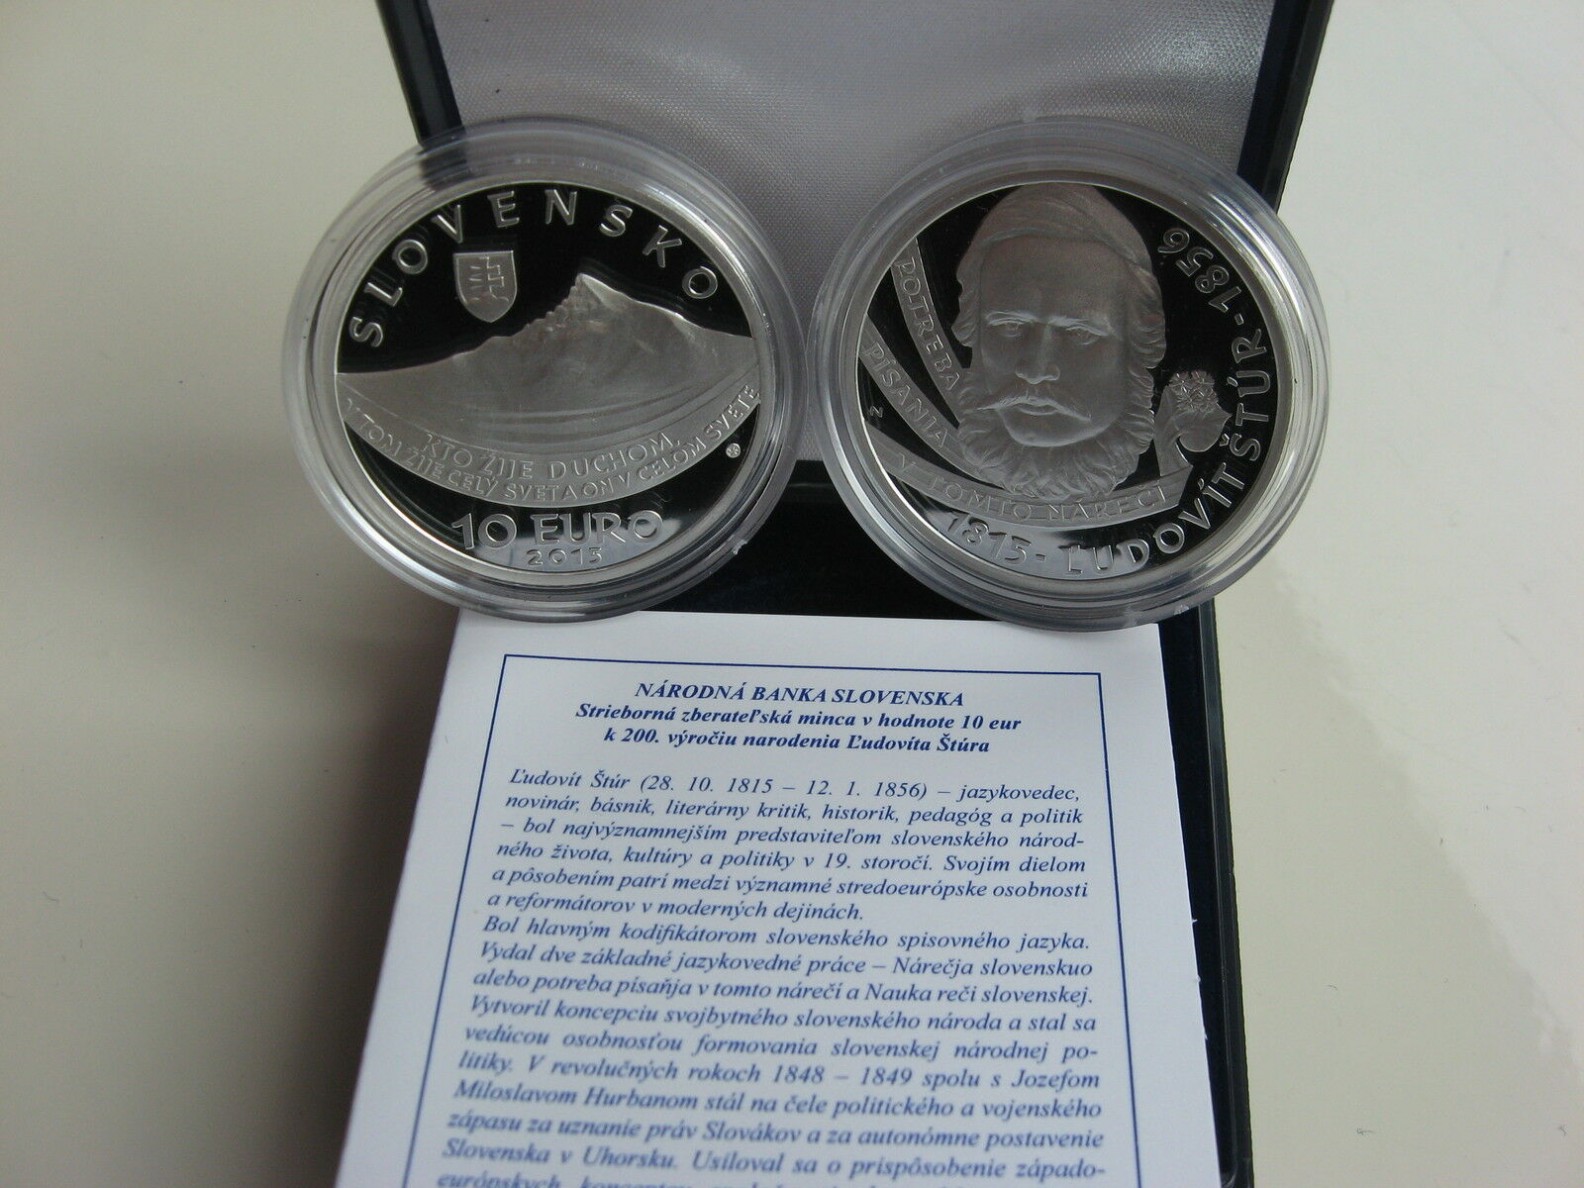 SLOVENSKO
KTO ŽIJE DUCHOM,
V TOM ŽIJE CELÝ SVET A ON V CELOM SVETE
10 EURO
2015
POTREBA
PÍSANIA
V TOMTO NÁREČÍ
Z
1815 - ĽUDOVÍT ŠTÚR - 1856
NÁRODNÁ BANKA SLOVENSKA
Strieborná zberateľská minca v hodnote 10 eur
k 200. výročiu narodenia Ľudovíta Štúra
Ľudovít Štúr (28. 10. 1815 – 12. 1. 1856) – jazykovedec,
novinár, básnik, literárny kritik, historik, pedagóg a politik
– bol najvýznamnejším predstaviteľom slovenského národ-
ného života, kultúry a politiky v 19. storočí. Svojím dielom
a pôsobením patrí medzi významné stredoeurópske osobnosti
a reformátorov v moderných dejinách.
Bol hlavným kodifikátorom slovenského spisovného jazyka.
Vydal dve základné jazykovedné práce – Nárečja slovenskuo
alebo potreba písaňja v tomto nárečí a Nauka reči slovenskej.
Vytvoril koncepciu svojbytného slovenského národa a stal sa
vedúcou osobnosťou formovania slovenskej národnej po-
litiky. V revolučných rokoch 1848 – 1849 spolu s Jozefom
Miloslavom Hurbanom stál na čele politického a vojenského
zápasu za uznanie práv Slovákov a za autonómne postavenie
Slovenska v Uhorsku. Usiloval sa o prispôsobenie západo-
európskych